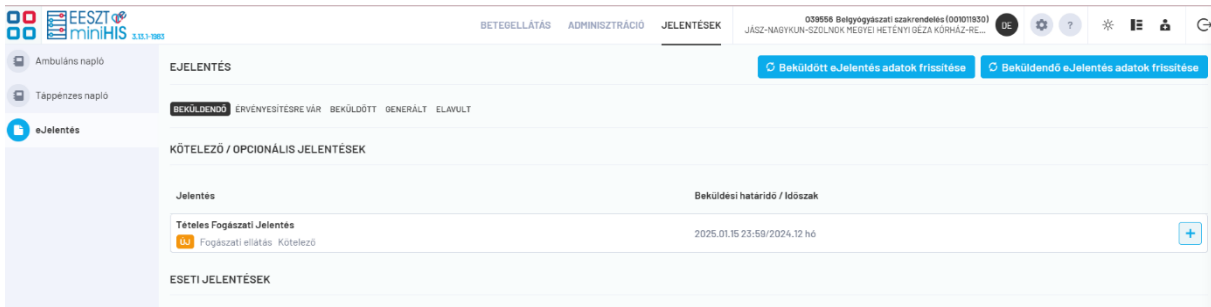 EESZT
miniHIS 3.13.1-1983
BETEGELLÁTÁS ADMINISZTRÁCIÓ JELENTÉSEK
039556 Belgyógyászati szakrendelés (001011930)
JÁSZ-NAGYKUN-SZOLNOK MEGYEI HETÉNYI GÉZA KÓRHÁZ-RE...
DE
?
Ambuláns napló
Táppénzes napló
eJelentés
EJELENTÉS
Beküldött eJelentés adatok frissítése
Beküldendő eJelentés adatok frissítése
BEKÜLDENDŐ ÉRVÉNYESÍTÉSRE VÁR BEKÜLDÖTT GENERÁLT ELAVULT
KÖTELEZŐ / OPCIONÁLIS JELENTÉSEK
Jelentés Beküldési határidő / Időszak
Tételes Fogászati Jelentés
ÚJ Fogászati ellátás Kötelező
2025.01.15 23:59/2024.12 hó
ESETI JELENTÉSEK